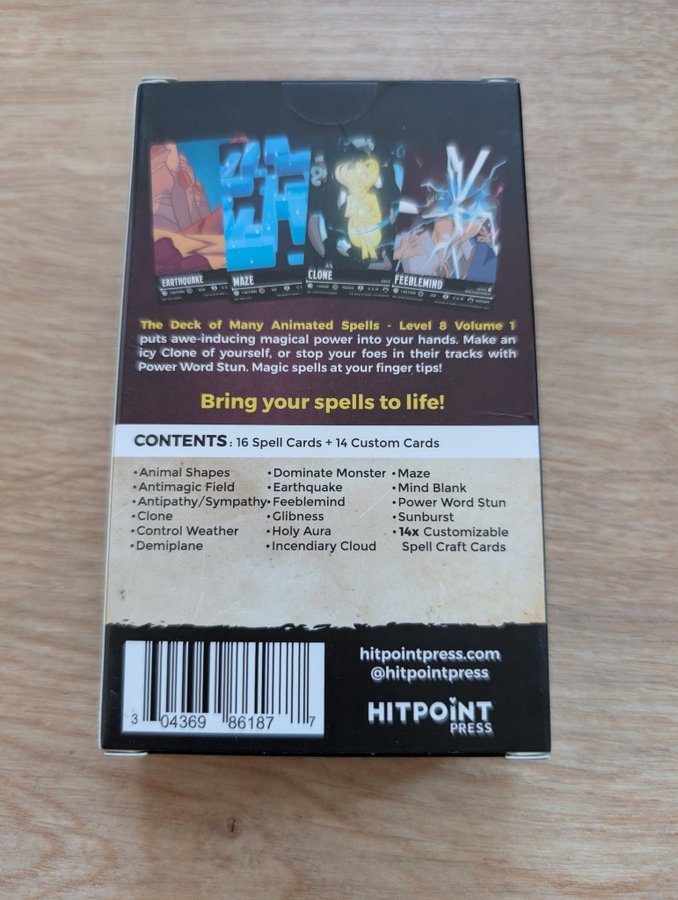 EARTHQUAKE
MAZE
CLONE
FEEBLEMIND
The Deck of Many Animated Spells - Level 8 Volume 1
puts awe-inducing magical power into your hands. Make an
icy Clone of yourself, or stop your foes in their tracks with
Power Word Stun. Magic spells at your finger tips!
Bring your spells to life!
CONTENTS: 16 Spell Cards + 14 Custom Cards
•Animal Shapes
•Antimagic Field
•Antipathy/Sympathy
•Clone
•Control Weather
•Demiplane
•Dominate Monster
•Earthquake
•Feeblemind
•Glibness
•Holy Aura
•Incendiary Cloud
•Maze
•Mind Blank
•Power Word Stun
•Sunburst
•14x Customizable
Spell Craft Cards
3 04369 86187 7
hitpointpress.com
@hitpointpress
HITPOINT
PRESS